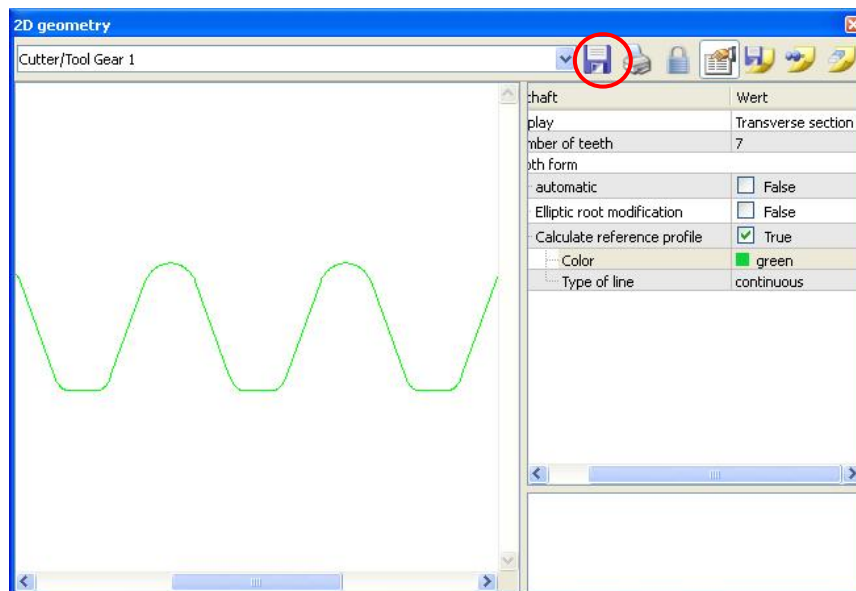 2D geometry
Cutter/Tool Gear 1
chaft Wert
play Transverse section
mber of teeth 7
oth form
automatic False
Elliptic root modification False
Calculate reference profile True
Color green
Type of line continuous